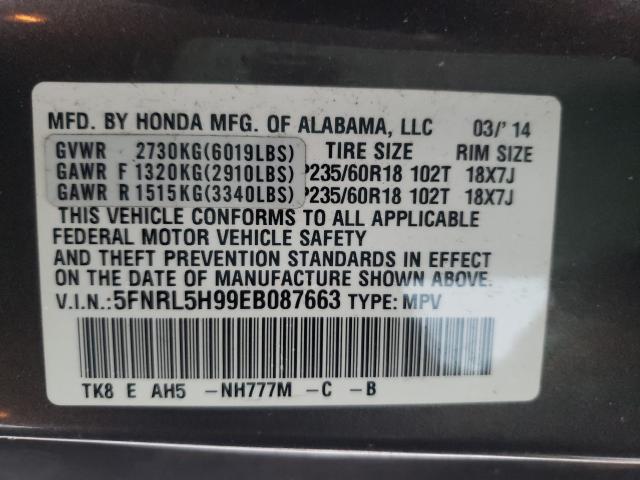 MFD. BY HONDA MFG. OF ALABAMA, LLC 03/'14
GVWR 2730KG(6019LBS) TIRE SIZE RIM SIZE
GAWR F 1320KG(2910LBS) P235/60R18 102T 18X7J
GAWR R 1515KG(3340LBS) P235/60R18 102T 18X7J
THIS VEHICLE CONFORMS TO ALL APPLICABLE
FEDERAL MOTOR VEHICLE SAFETY
AND THEFT PREVENTION STANDARDS IN EFFECT
ON THE DATE OF MANUFACTURE SHOWN ABOVE.
V.I.N.:5FNRL5H99EB087663 TYPE: MPV
TK8 E AH5 -NH777M -C -B